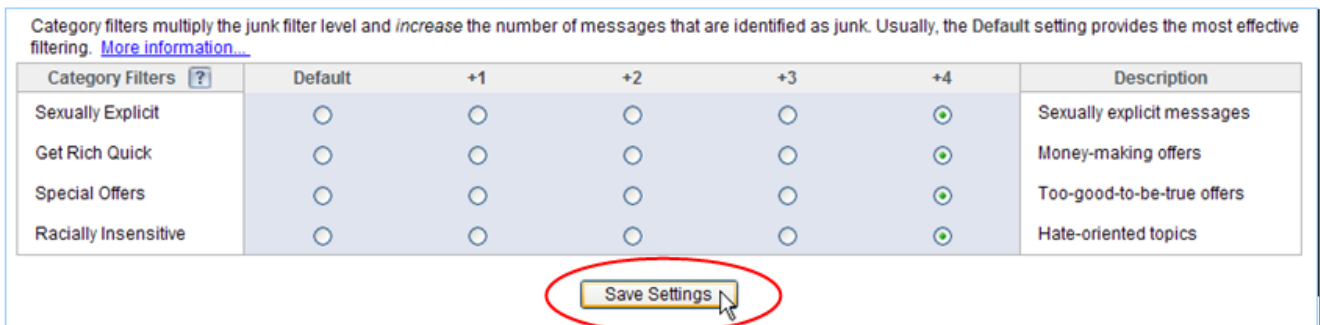 Category filters multiply the junk filter level and increase the number of messages that are identified as junk. Usually, the Default setting provides the most effective
filtering. More information...
Category Filters ? Default +1 +2 +3 +4 Description
Sexually Explicit Sexually explicit messages
Get Rich Quick Money-making offers
Special Offers Too-good-to-be-true offers
Racially Insensitive Hate-oriented topics
Save Settings